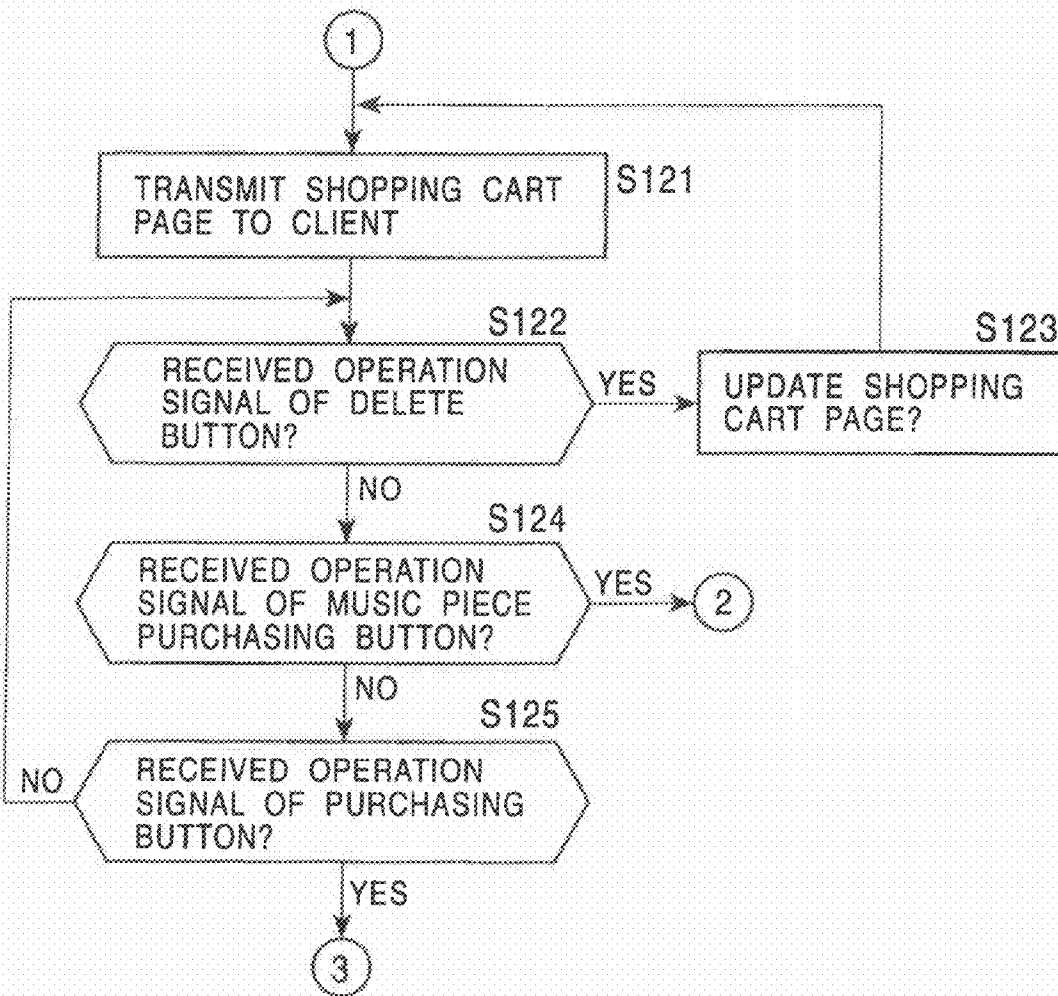 1
TRANSMIT SHOPPING CART
PAGE TO CLIENT
S121
S122
RECEIVED OPERATION
SIGNAL OF DELETE
BUTTON?
YES
S123
UPDATE SHOPPING
CART PAGE?
NO
S124
RECEIVED OPERATION
SIGNAL OF MUSIC PIECE
PURCHASING BUTTON?
YES
2
NO
S125
RECEIVED OPERATION
SIGNAL OF PURCHASING
BUTTON?
NO
YES
3